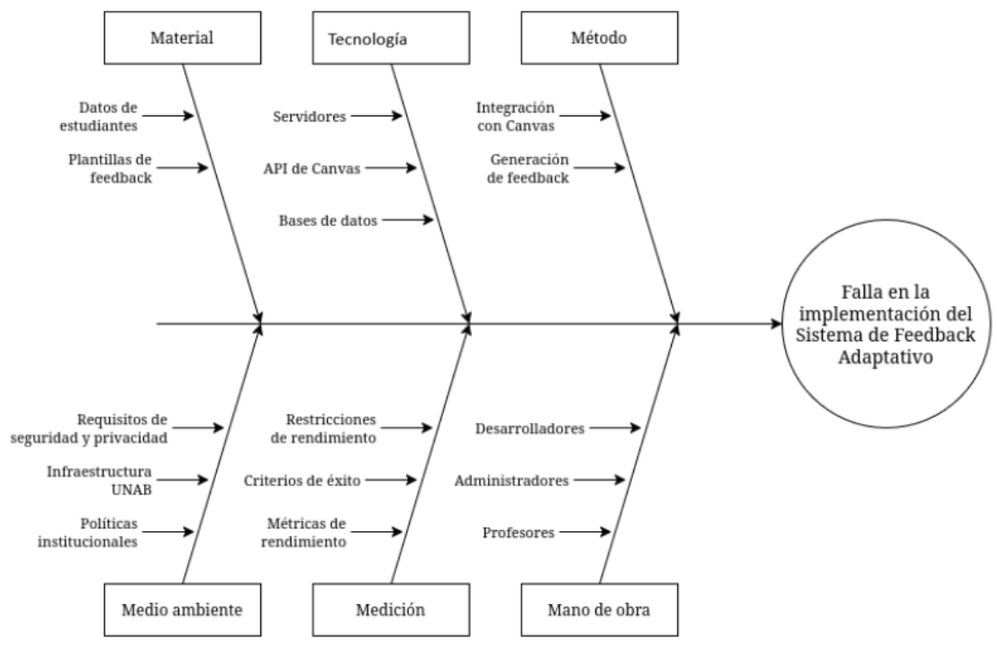 Material
Tecnología
Método
Datos de
estudiantes
Plantillas de
feedback
Servidores
API de Canvas
Bases de datos
Integración
con Canvas
Generación
de feedback
Falla en la
implementación del
Sistema de Feedback
Adaptativo
Requisitos de
seguridad y privacidad
Infraestructura
UNAB
Políticas
institucionales
Restricciones
de rendimiento
Criterios de éxito
Métricas de
rendimiento
Desarrolladores
Administradores
Profesores
Medio ambiente
Medición
Mano de obra